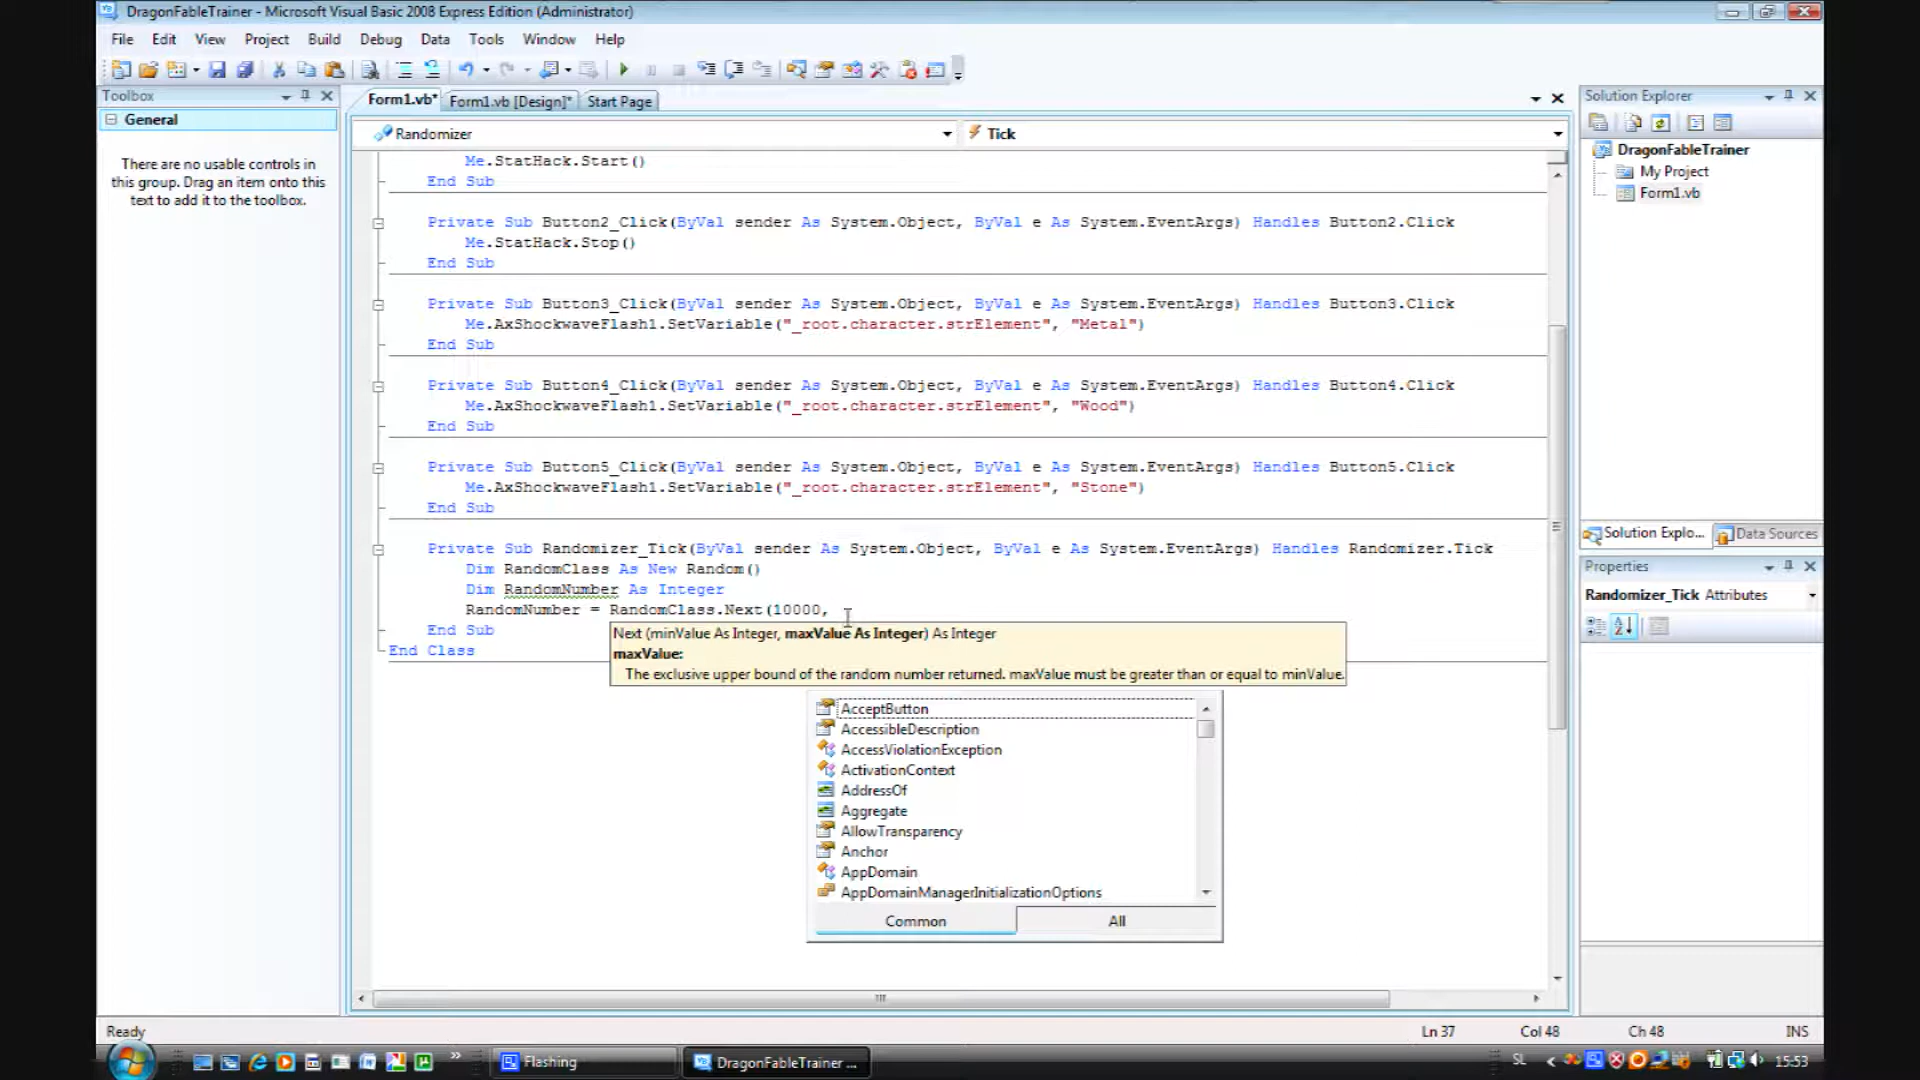 DragonFableTrainer - Microsoft Visual Basic 2008 Express Edition (Administrator)
File Edit View Project Build Debug Data Tools Window Help
Toolbox
General
There are no usable controls in
this group. Drag an item onto this
text to add it to the toolbox.
Form1.vb* Form1.vb [Design]* Start Page
Randomizer Tick
Me.StatHack.Start()
End Sub
Private Sub Button2_Click(ByVal sender As System.Object, ByVal e As System.EventArgs) Handles Button2.Click
Me.StatHack.Stop()
End Sub
Private Sub Button3_Click(ByVal sender As System.Object, ByVal e As System.EventArgs) Handles Button3.Click
Me.AxShockwaveFlash1.SetVariable("_root.character.strElement", "Metal")
End Sub
Private Sub Button4_Click(ByVal sender As System.Object, ByVal e As System.EventArgs) Handles Button4.Click
Me.AxShockwaveFlash1.SetVariable("_root.character.strElement", "Wood")
End Sub
Private Sub Button5_Click(ByVal sender As System.Object, ByVal e As System.EventArgs) Handles Button5.Click
Me.AxShockwaveFlash1.SetVariable("_root.character.strElement", "Stone")
End Sub
Private Sub Randomizer_Tick(ByVal sender As System.Object, ByVal e As System.EventArgs) Handles Randomizer.Tick
Dim RandomClass As New Random()
Dim RandomNumber As Integer
RandomNumber = RandomClass.Next(10000,
End Sub
End Class
Next (minValue As Integer, maxValue As Integer) As Integer
maxValue:
The exclusive upper bound of the random number returned. maxValue must be greater than or equal to minValue.
AcceptButton
AccessibleDescription
AccessViolationException
ActivationContext
AddressOf
Aggregate
AllowTransparency
Anchor
AppDomain
AppDomainManagerInitializationOptions
Common All
Solution Explorer
DragonFableTrainer
My Project
Form1.vb
Solution Explo... Data Sources
Properties
Randomizer_Tick Attributes
Ready Ln 37 Col 48 Ch 48 INS
Flashing DragonFableTrainer ... SL 15:53